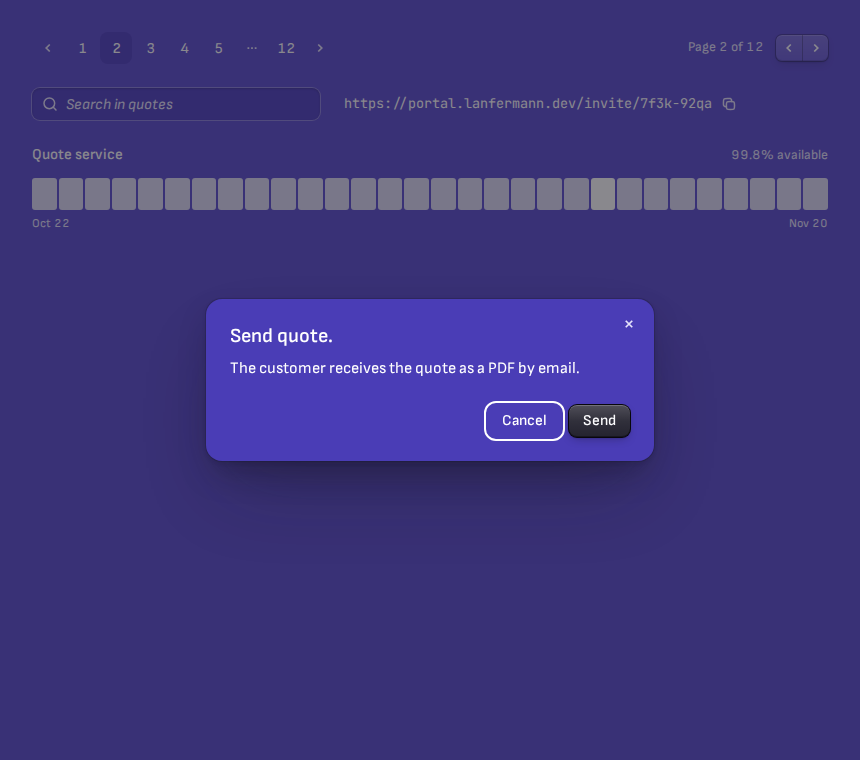 1 2 3 4 5 ··· 12
Page 2 of 12
Search in quotes
https://portal.lanfermann.dev/invite/7f3k-92qa
Quote service
99.8% available
Oct 22
Nov 20
Send quote.
The customer receives the quote as a PDF by email.
Cancel
Send